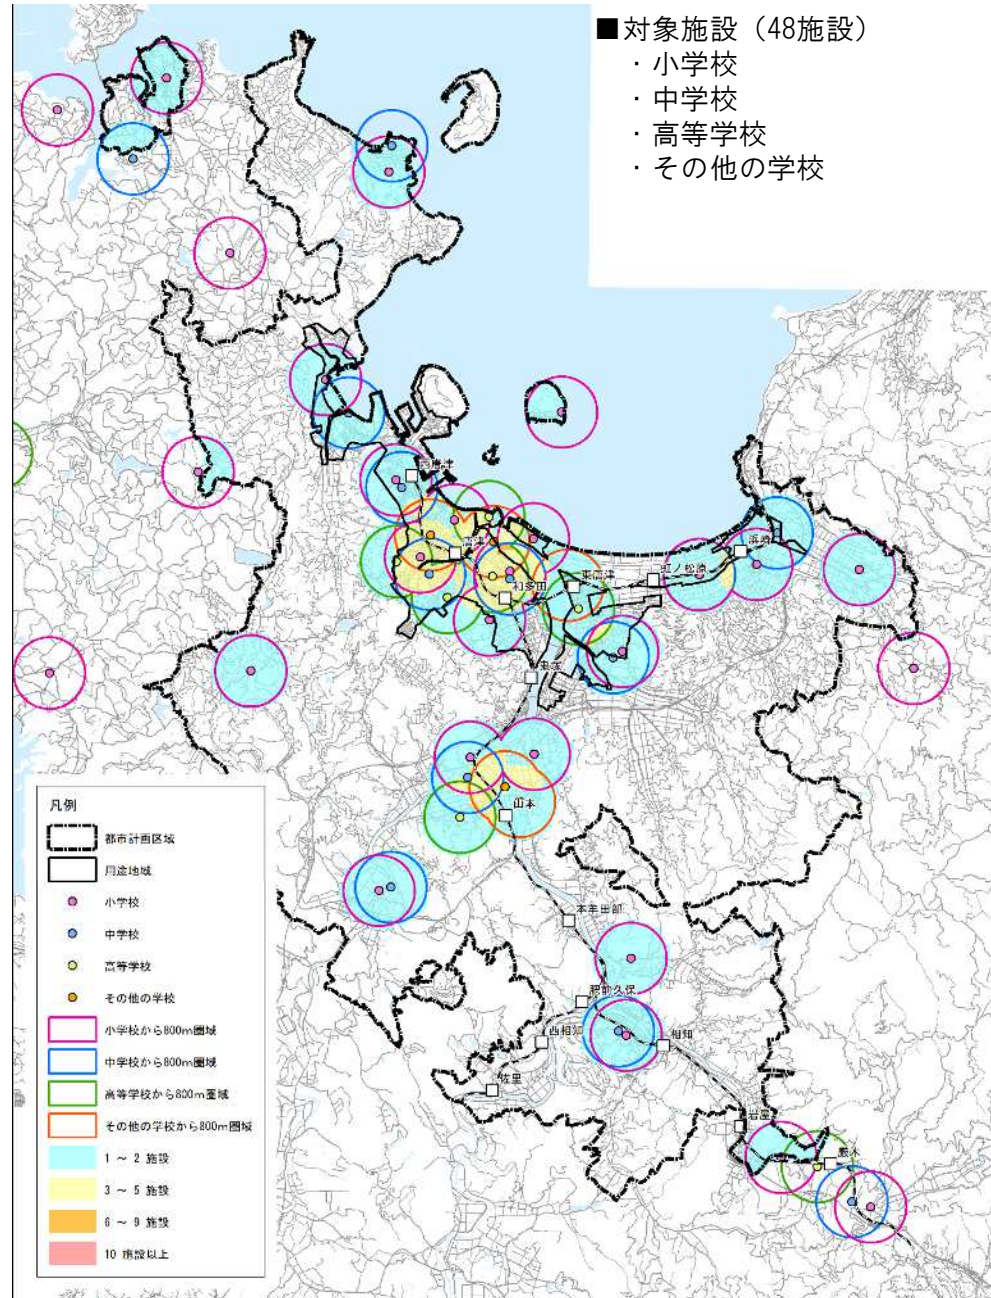 ■対象施設（48施設）
・小学校
・中学校
・高等学校
・その他の学校
西唐津
唐津
和多田
東唐津
虹ノ松原
浜崎
鬼塚
山本
本牟田部
肥前久保
西相知
相知
佐里
岩屋
厳木
凡例
都市計画区域
用途地域
小学校
中学校
高等学校
その他の学校
小学校から800m圏域
中学校から800m圏域
高等学校から800m圏域
その他の学校から800m圏域
1 ～ 2 施設
3 ～ 5 施設
6 ～ 9 施設
10 施設以上